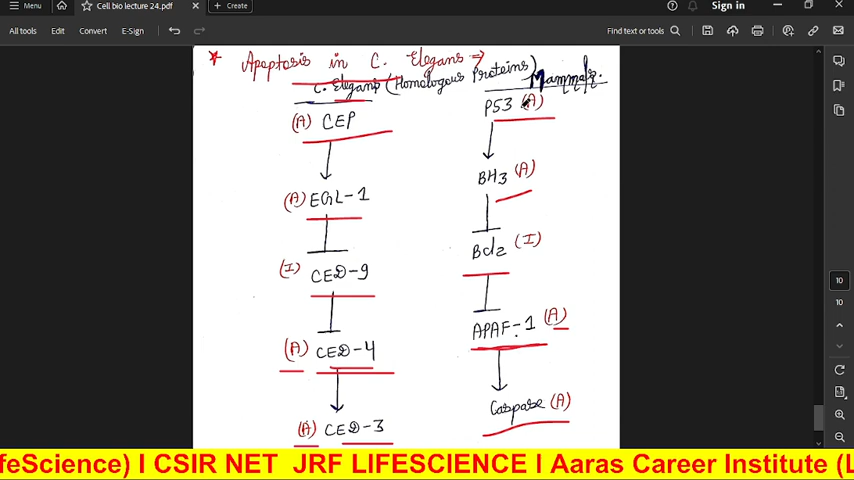 Menu
Cell bio lecture 24.pdf
+ Create
Sign in
All tools Edit Convert E-Sign
Find text or tools
* Apoptosis in C. Elegans →
C. Elegans (Homologous Proteins) Mammals.
(A) CEP
P53 (A)
(A) EGL-1
BH3 (A)
(I) CED-9
Bcl2 (I)
(A) CED-4
APAF-1 (A)
(A) CED-3
Caspase (A)
10
10
ifeScience) I CSIR NET JRF LIFESCIENCE I Aaras Career Institute (L